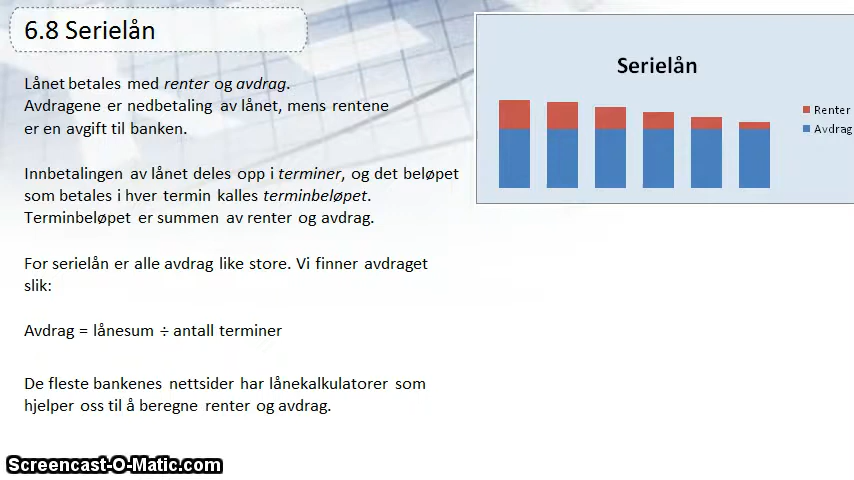 6.8 Serielån
Lånet betales med renter og avdrag.
Avdragene er nedbetaling av lånet, mens rentene
er en avgift til banken.
Innbetalingen av lånet deles opp i terminer, og det beløpet
som betales i hver termin kalles terminbeløpet.
Terminbeløpet er summen av renter og avdrag.
For serielån er alle avdrag like store. Vi finner avdraget
slik:
Avdrag = lånesum ÷ antall terminer
De fleste bankenes nettsider har lånekalkulatorer som
hjelper oss til å beregne renter og avdrag.
Serielån
Renter
Avdrag
Screencast-O-Matic.com